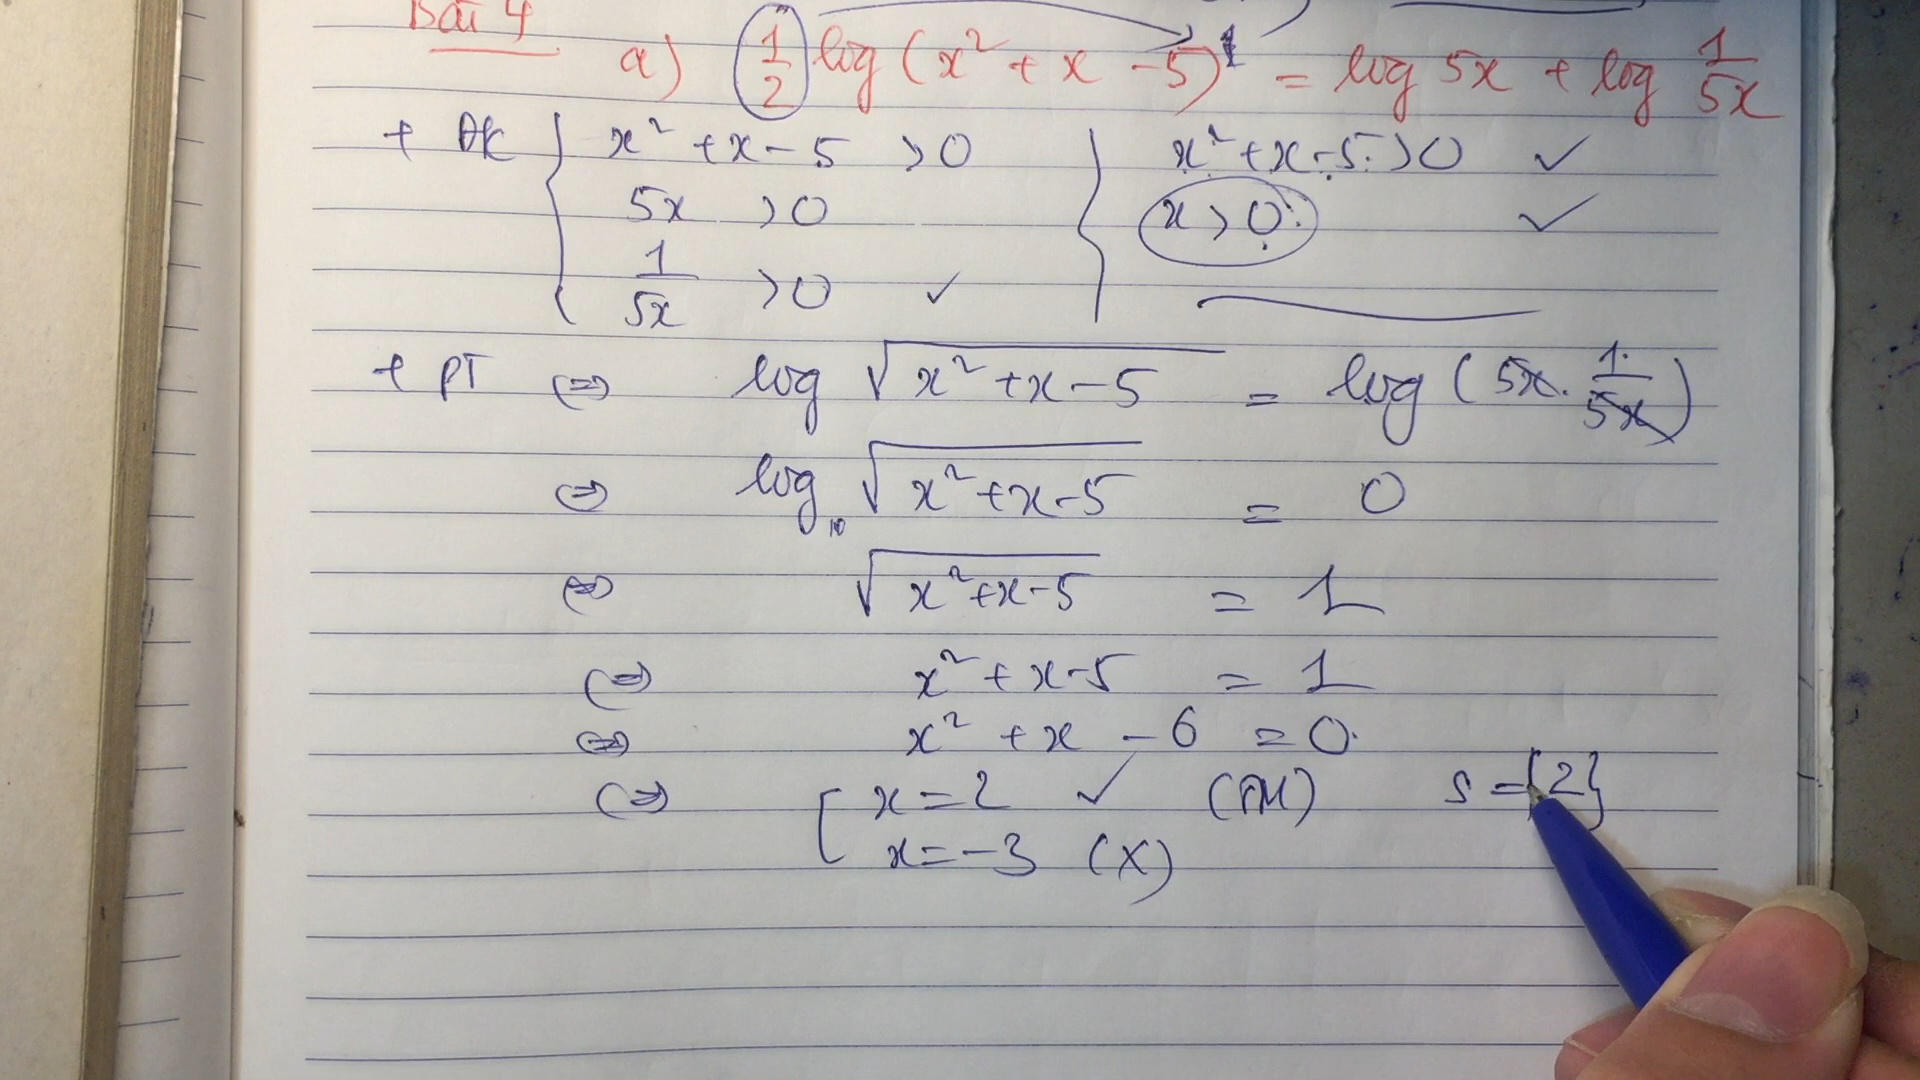 Bài 4
a) 1/2 log (x² + x - 5)¹ = log 5x + log 1/5x
+ ĐK { x² + x - 5 > 0 { x² + x - 5 > 0 ✓
5x > 0 x > 0 ✓
1/5x > 0 ✓
+ PT ⇔ log √(x² + x - 5) = log (5x . 1/5x)
⇔ log₁₀ √(x² + x - 5) = 0
⇔ √(x² + x - 5) = 1
⇔ x² + x - 5 = 1
⇔ x² + x - 6 = 0
⇔ [ x = 2 ✓ (TM) S = {2}
x = -3 (X)